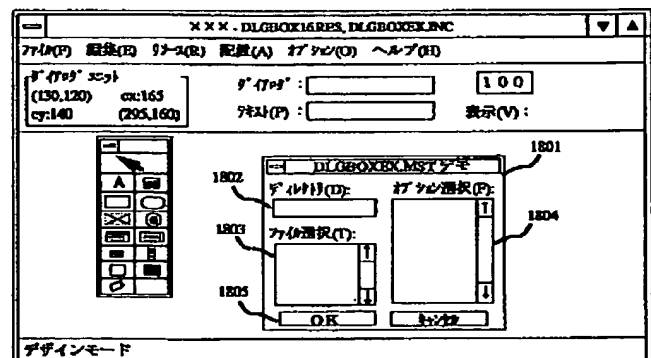 ××× - DLGBOX16RES, DLGBOXEX.INC
ファイル(F) 編集(E) リソース(R) 配置(A) オプション(O) ヘルプ(H)
ダイアログ ユニット
(130,120) cx:165
cy:140 (295,160)
ダイアログ :
テキスト(P) :
100
表示(V) :
A
DLGBOXEX.MST デモ
1801
1802
ディレクトリ(D):
オプション選択(P):
1803
ファイル選択(T):
1804
1805
OK
キャンセル
デザインモード